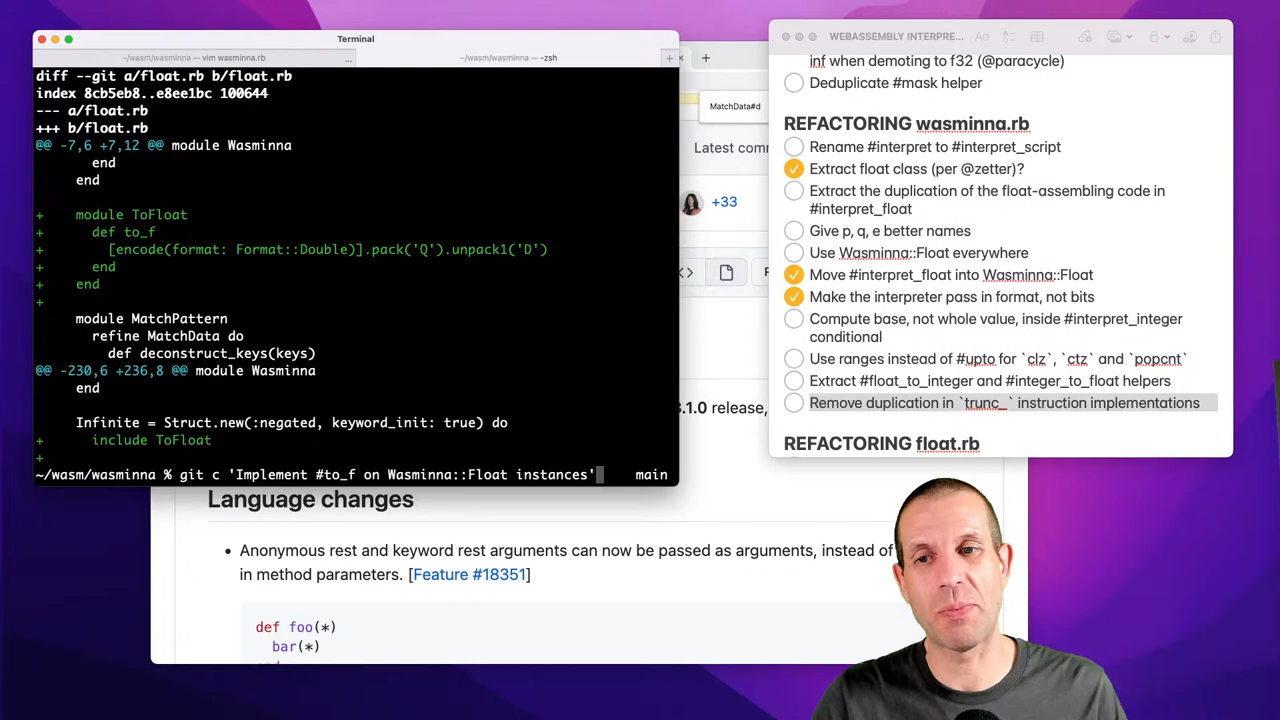 Terminal
~/wasm/wasminna — vim wasminna.rb
...
~/wasm/wasminna — -zsh
+
diff --git a/float.rb b/float.rb
index 8cb5eb8..e8ee1bc 100644
--- a/float.rb
+++ b/float.rb
@@ -7,6 +7,12 @@ module Wasminna
end
end
+ module ToFloat
+ def to_f
+ [encode(format: Format::Double)].pack('Q').unpack1('D')
+ end
+ end
+
module MatchPattern
refine MatchData do
def deconstruct_keys(keys)
@@ -230,6 +236,8 @@ module Wasminna
end
Infinite = Struct.new(:negated, keyword_init: true) do
+ include ToFloat
+
~/wasm/wasminna % git c 'Implement #to_f on Wasminna::Float instances' main
MatchData#d
Latest comm
+33
3.1.0 release,
Language changes
• Anonymous rest and keyword rest arguments can now be passed as arguments, instead of
in method parameters. [Feature #18351]
def foo(*)
bar(*)
WEBASSEMBLY INTERPRE...
Aa
inf when demoting to f32 (@paracycle)
Deduplicate #mask helper
REFACTORING wasminna.rb
Rename #interpret to #interpret_script
Extract float class (per @zetter)?
Extract the duplication of the float-assembling code in
#interpret_float
Give p, q, e better names
Use Wasminna::Float everywhere
Move #interpret_float into Wasminna::Float
Make the interpreter pass in format, not bits
Compute base, not whole value, inside #interpret_integer
conditional
Use ranges instead of #upto for `clz`, `ctz` and `popcnt`
Extract #float_to_integer and #integer_to_float helpers
Remove duplication in `trunc_` instruction implementations
REFACTORING float.rb